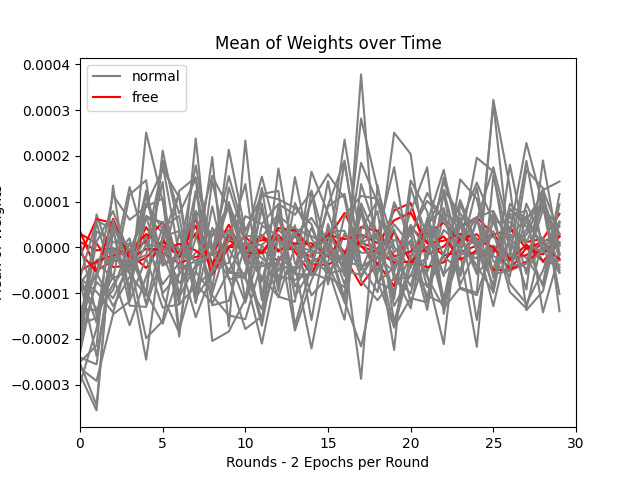 Mean of Weights over Time
normal
free
0.0004
0.0003
0.0002
0.0001
0.0000
−0.0001
−0.0002
−0.0003
0 5 10 15 20 25 30
Rounds - 2 Epochs per Round